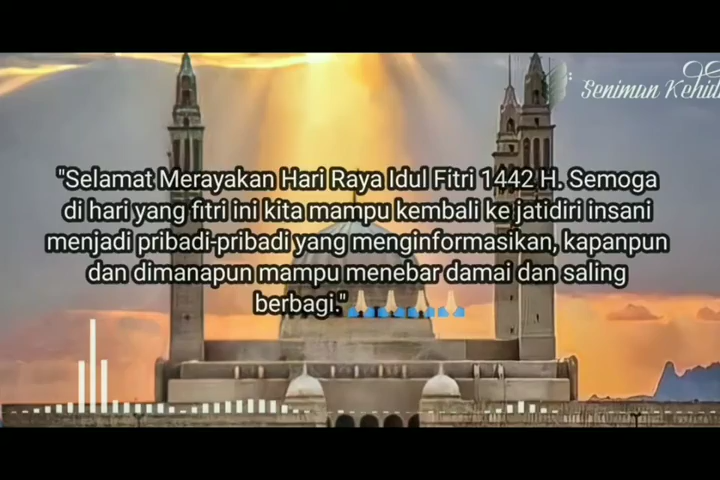 Seniman
"Selamat Merayakan Hari Raya Idul Fitri 1442 H. Semoga
di hari yang fitri ini kita mampu kembali ke jatidiri insani
menjadi pribadi-pribadi yang menginformasikan, kapanpun
dan dimanapun mampu menebar damai dan saling
berbagi."🙏🏻🙏🏻🙏🏻🙏🏻